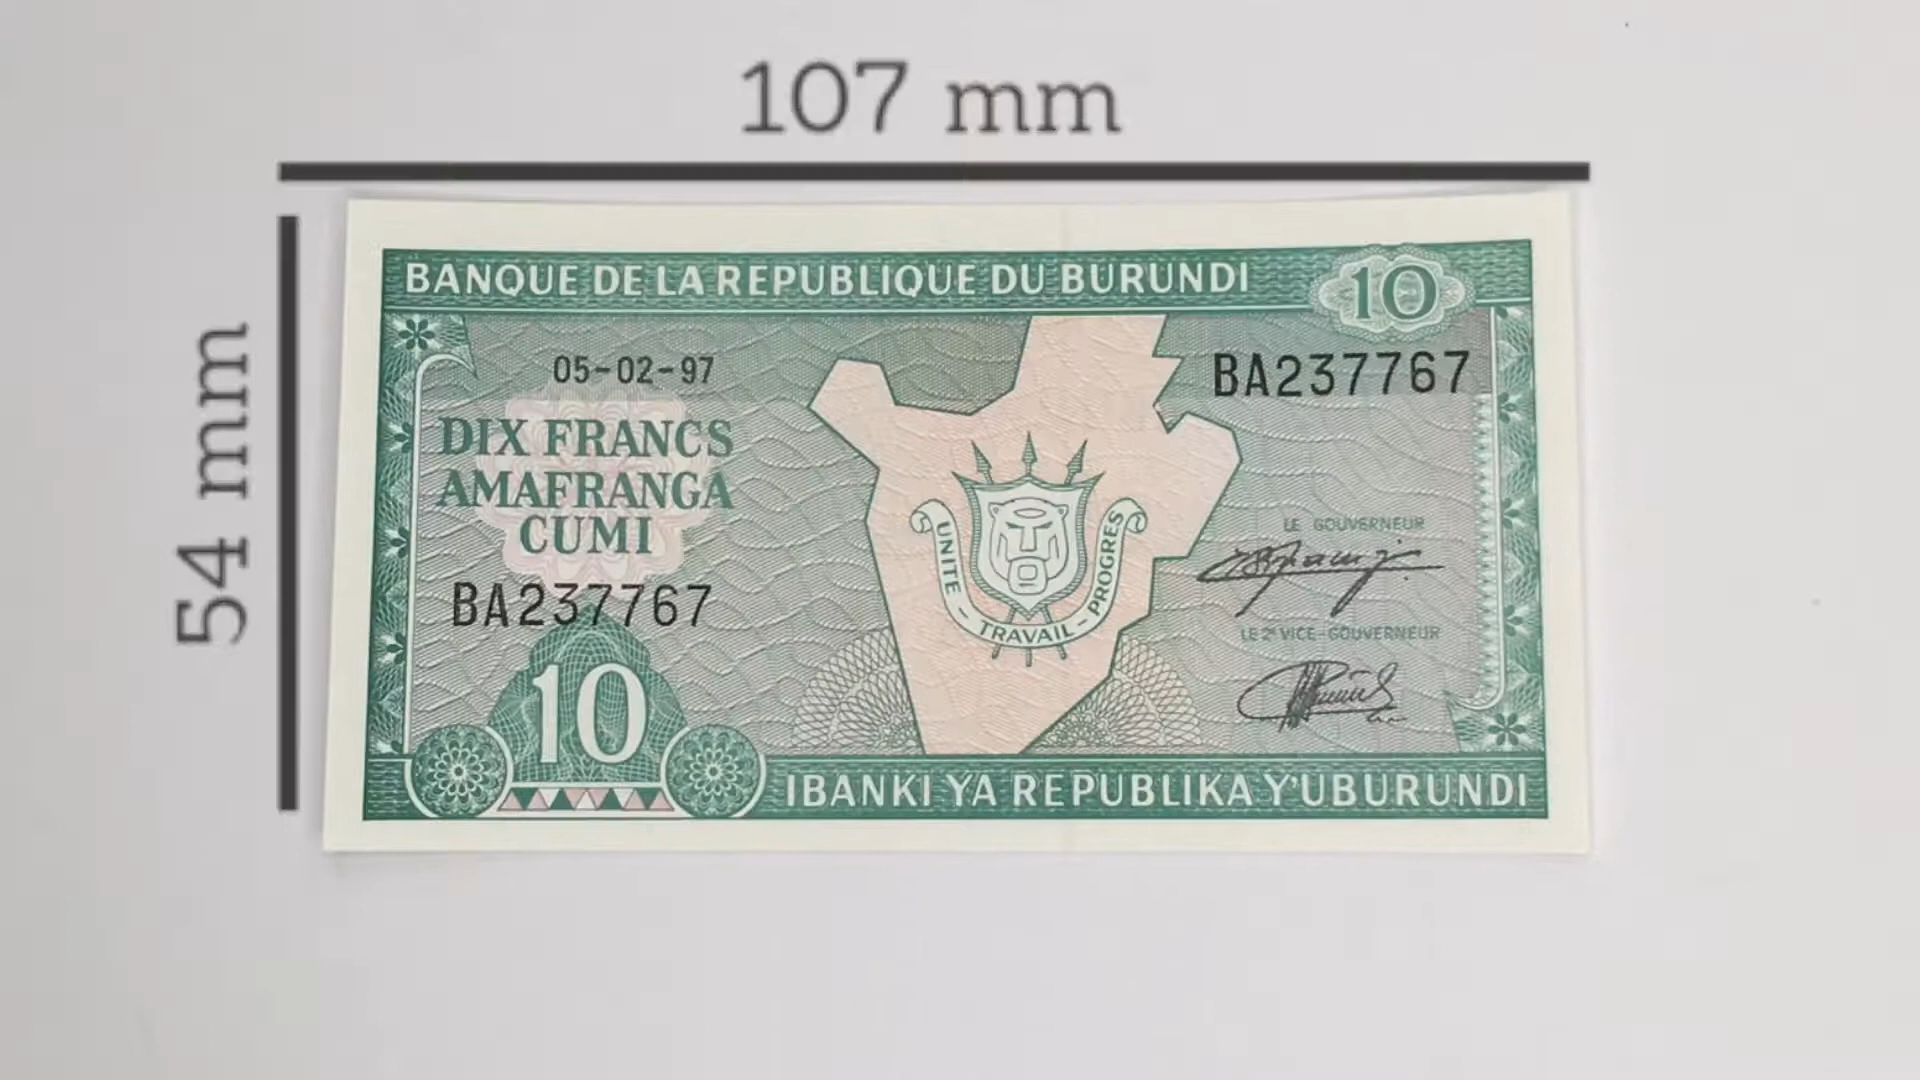 107 mm
54 mm
BANQUE DE LA REPUBLIQUE DU BURUNDI
10
05-02-97
BA237767
DIX FRANCS
AMAFRANGA
CUMI
BA237767
UNITE - TRAVAIL - PROGRES
LE GOUVERNEUR
LE 2e VICE-GOUVERNEUR
10
IBANKI YA REPUBLIKA Y'UBURUNDI